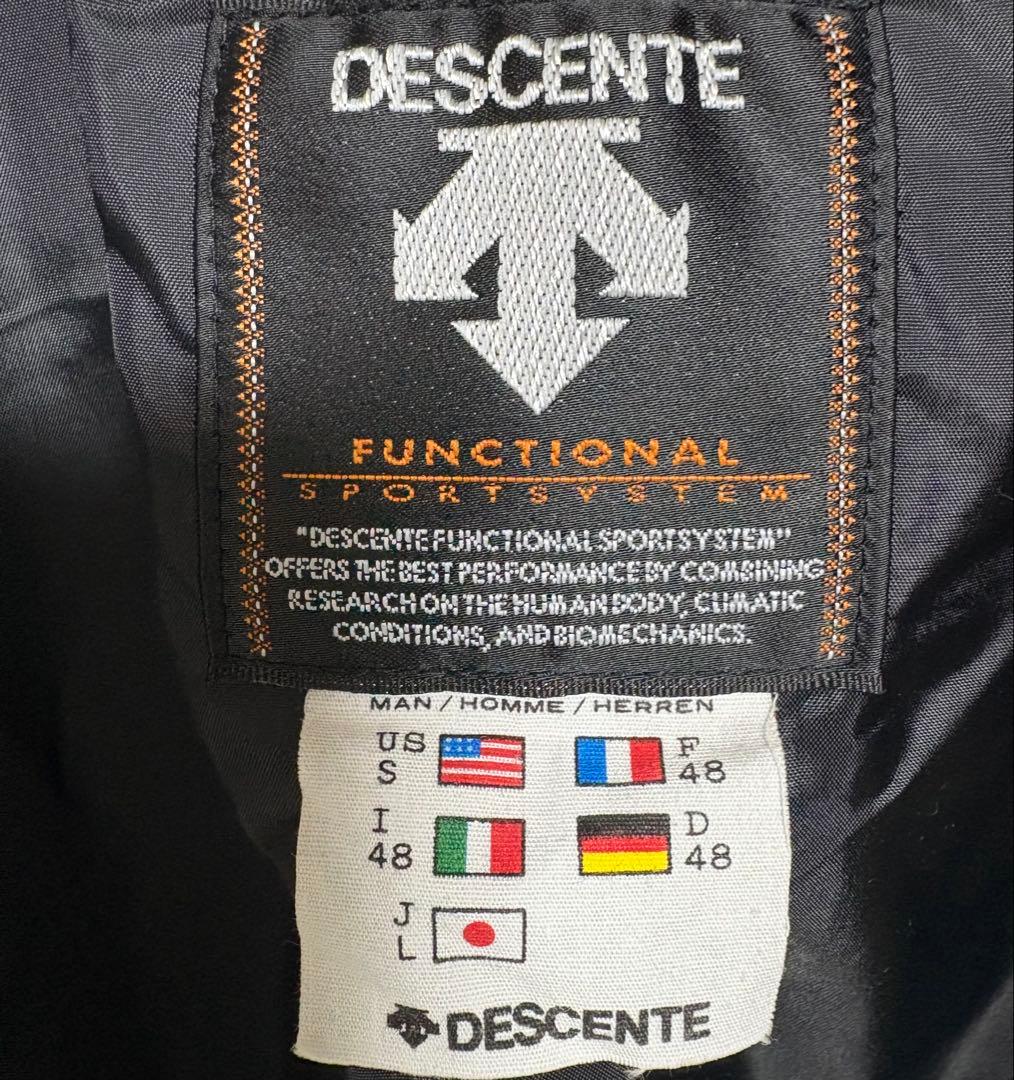 DESCENTE
FUNCTIONAL
SPORTSYSTEM
"DESCENTE FUNCTIONAL SPORTSYSTEM"
OFFERS THE BEST PERFORMANCE BY COMBINING
RESEARCH ON THE HUMAN BODY, CLIMATIC
CONDITIONS, AND BIOMECHANICS.
MAN / HOMME / HERREN
US F
S 48
I D
48 48
J
L
DESCENTE